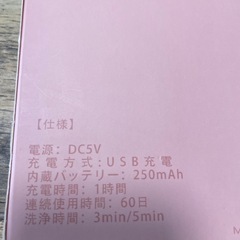 【仕様】
電源：DC5V
充電方式:USB充電
内蔵バッテリー：250mAh
充電時間：1時間
連続使用時間：60日
洗浄時間：3min/5min
M